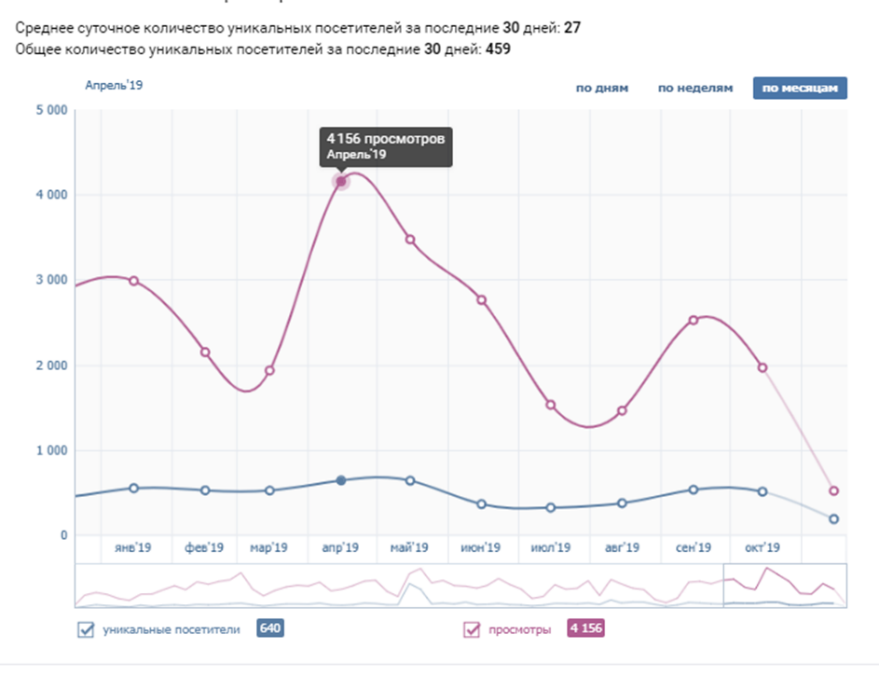 Среднее суточное количество уникальных посетителей за последние 30 дней: 27
Общее количество уникальных посетителей за последние 30 дней: 459
Апрель'19
по дням по неделям по месяцам
5 000
4 156 просмотров
Апрель'19
4 000
3 000
2 000
1 000
0
янв'19 фев'19 мар'19 апр'19 май'19 июн'19 июл'19 авг'19 сен'19 окт'19
уникальные посетители 640 просмотры 4 156